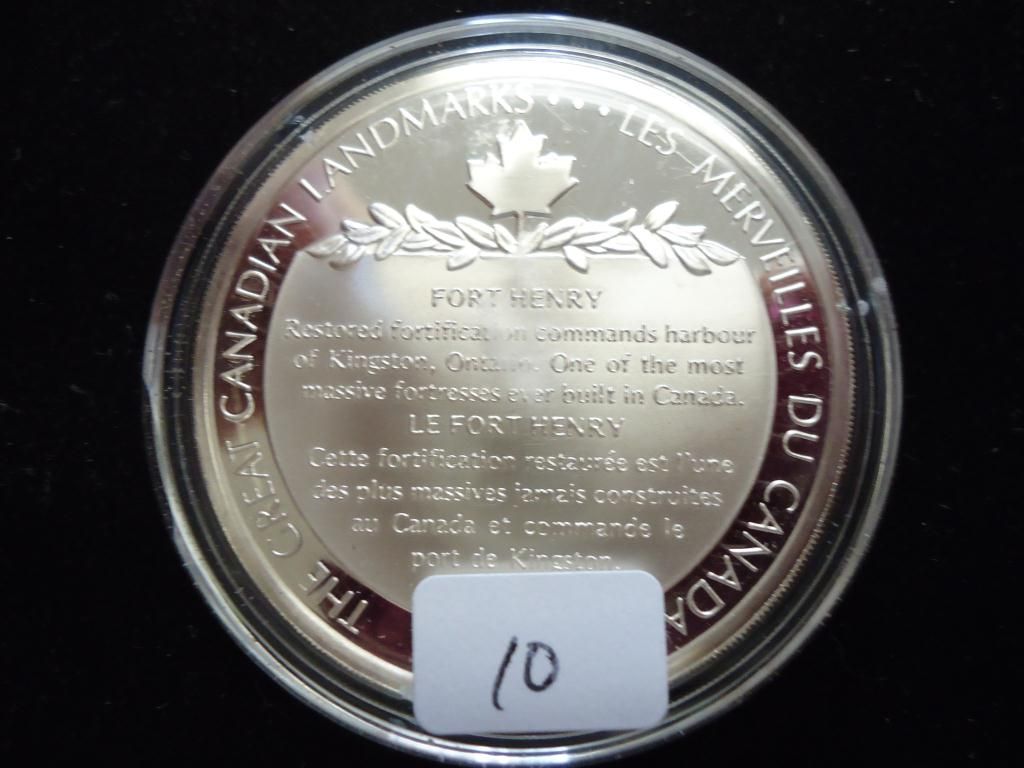 THE GREAT CANADIAN LANDMARKS • • • • LES MERVEILLES DU CANADA
FORT HENRY
Restored fortification commands harbour
of Kingston, Ontario. One of the most
massive fortresses ever built in Canada.
LE FORT HENRY
Cette fortification restaurée est l'une
des plus massives jamais construites
au Canada et commande le
port de Kingston.
10